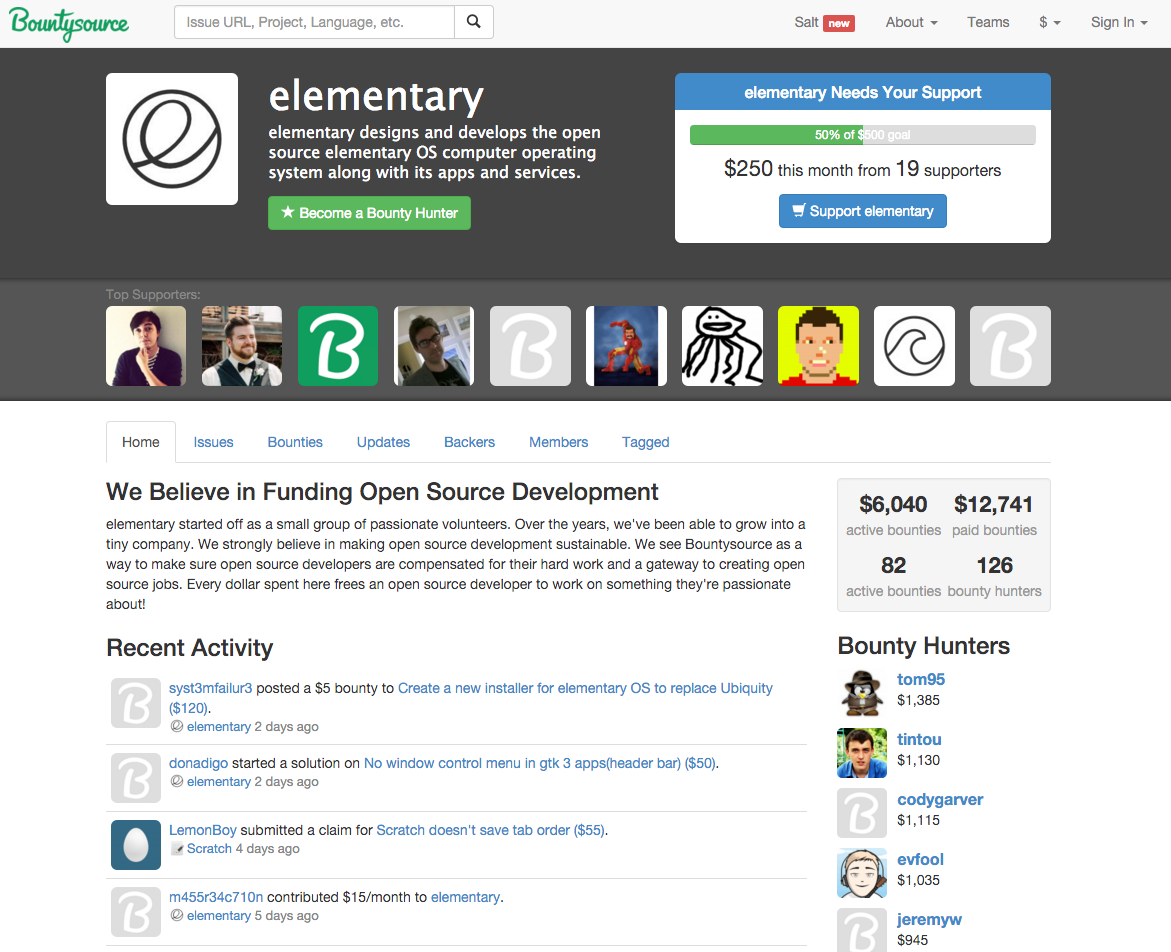 Bountysource
Issue URL, Project, Language, etc.
Salt new
About
Teams
$
Sign In
elementary
elementary designs and develops the open
source elementary OS computer operating
system along with its apps and services.
★ Become a Bounty Hunter
elementary Needs Your Support
50% of $500 goal
$250 this month from 19 supporters
Support elementary
Top Supporters:
Home
Issues
Bounties
Updates
Backers
Members
Tagged
We Believe in Funding Open Source Development
elementary started off as a small group of passionate volunteers. Over the years, we've been able to grow into a
tiny company. We strongly believe in making open source development sustainable. We see Bountysource as a
way to make sure open source developers are compensated for their hard work and a gateway to creating open
source jobs. Every dollar spent here frees an open source developer to work on something they're passionate
about!
Recent Activity
syst3mfailur3 posted a $5 bounty to Create a new installer for elementary OS to replace Ubiquity
($120).
elementary 2 days ago
donadigo started a solution on No window control menu in gtk 3 apps(header bar) ($50).
elementary 2 days ago
LemonBoy submitted a claim for Scratch doesn't save tab order ($55).
Scratch 4 days ago
m455r34c710n contributed $15/month to elementary.
elementary 5 days ago
$6,040 $12,741
active bounties paid bounties
82 126
active bounties bounty hunters
Bounty Hunters
tom95
$1,385
tintou
$1,130
codygarver
$1,115
evfool
$1,035
jeremyw
$945